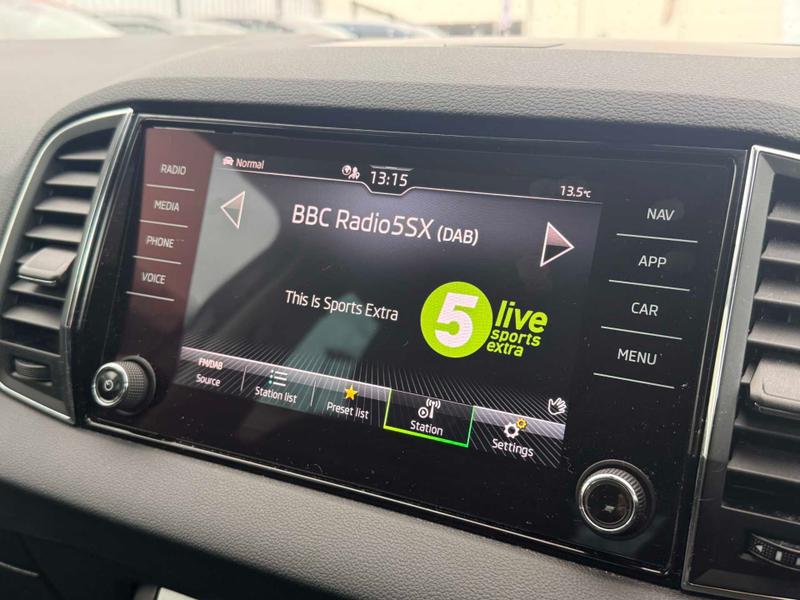 Normal
13:15
13.5°C
RADIO
MEDIA
PHONE
VOICE
BBC Radio5SX (DAB)
This Is Sports Extra
5 live
sports
extra
FM/DAB
Source
Station list
Preset list
Station
Settings
NAV
APP
CAR
MENU